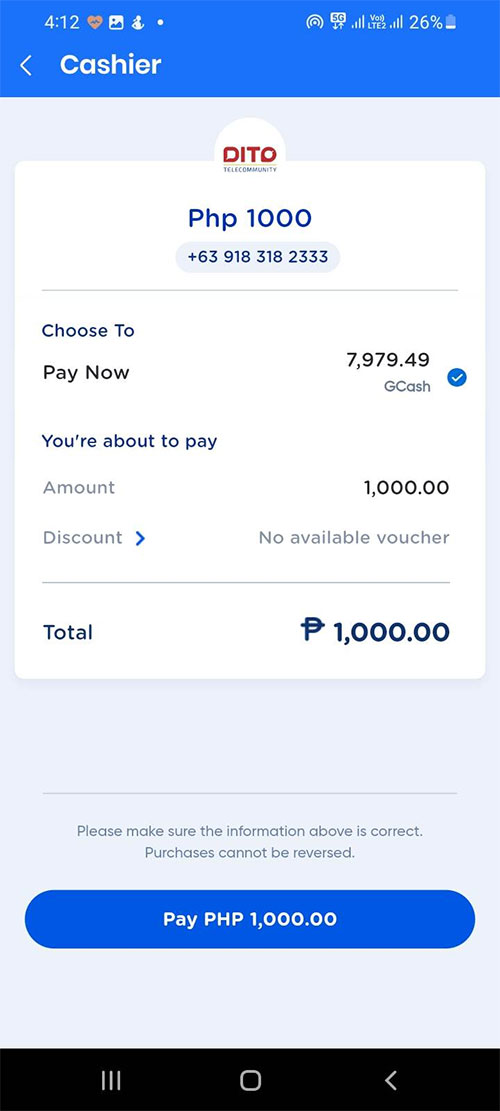 4:12 5G Vo) LTE2 26%
Cashier
DITO
TELECOMMUNITY
Php 1000
+63 918 318 2333
Choose To
Pay Now
7,979.49
GCash
You're about to pay
Amount 1,000.00
Discount No available voucher
Total ₱ 1,000.00
Please make sure the information above is correct.
Purchases cannot be reversed.
Pay PHP 1,000.00